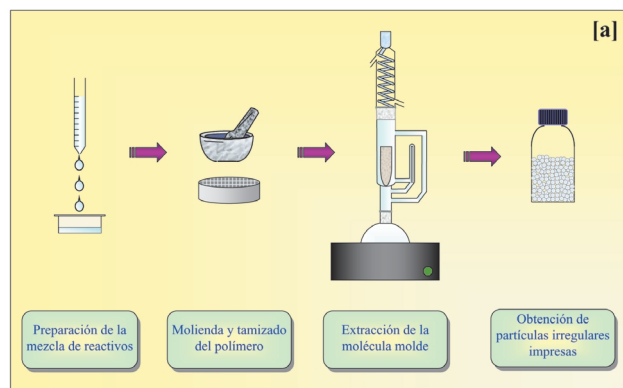 [a]
Preparación de la
mezcla de reactivos
Molienda y tamizado
del polímero
Extracción de la
molécula molde
Obtención de
partículas irregulares
impresas